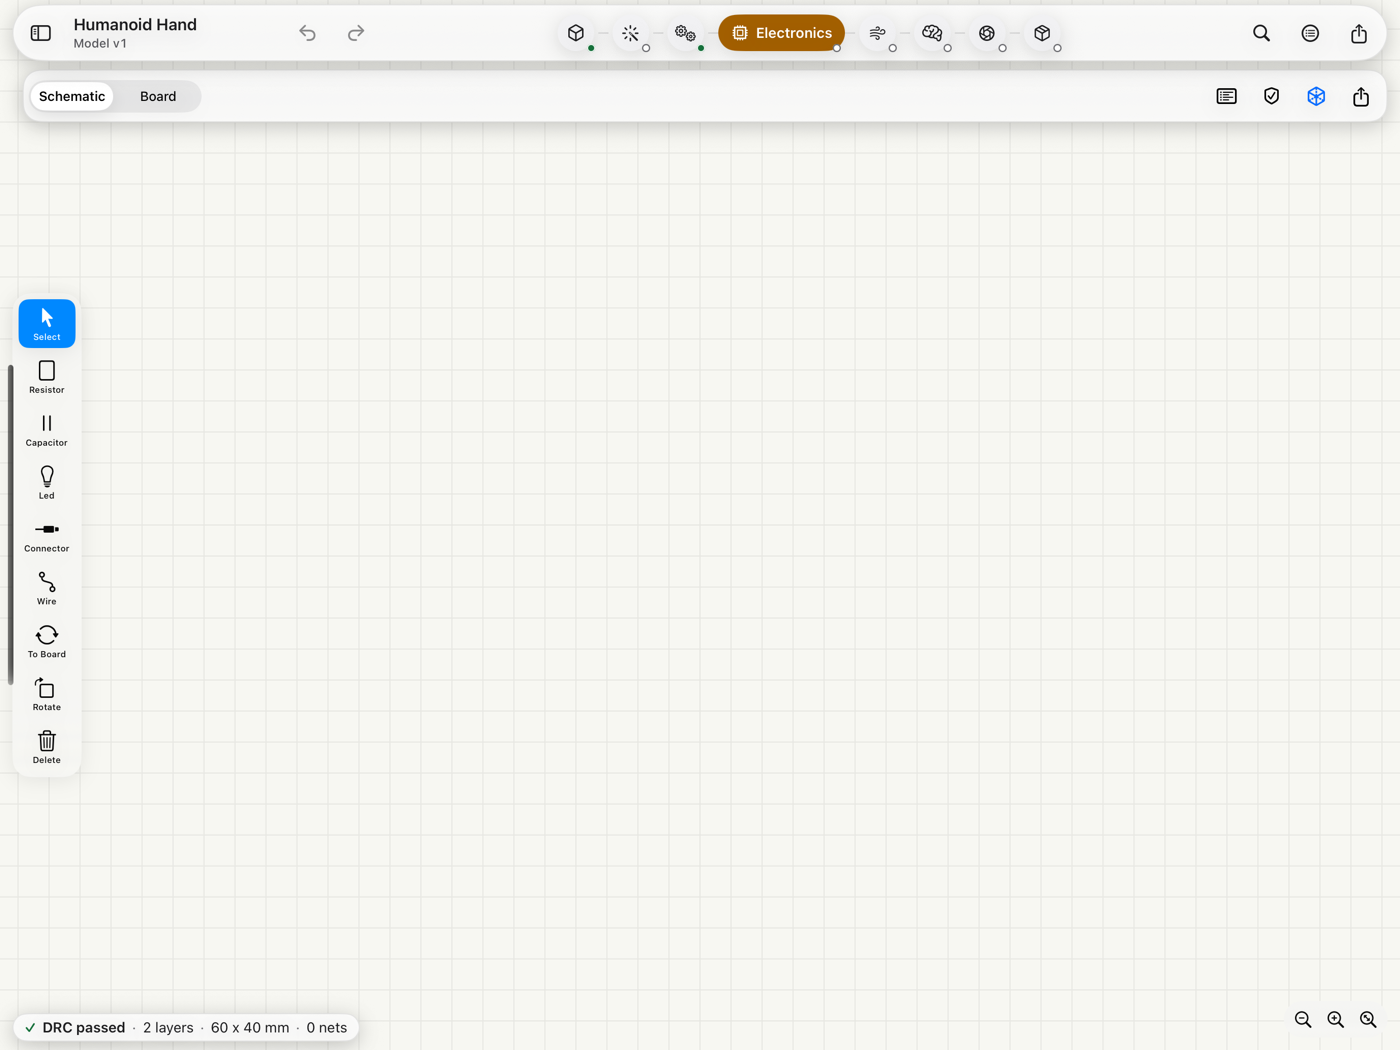 Humanoid Hand
Model v1
Electronics
Schematic
Board
Select
Resistor
Capacitor
Led
Connector
Wire
To Board
Rotate
Delete
DRC passed · 2 layers · 60 x 40 mm · 0 nets